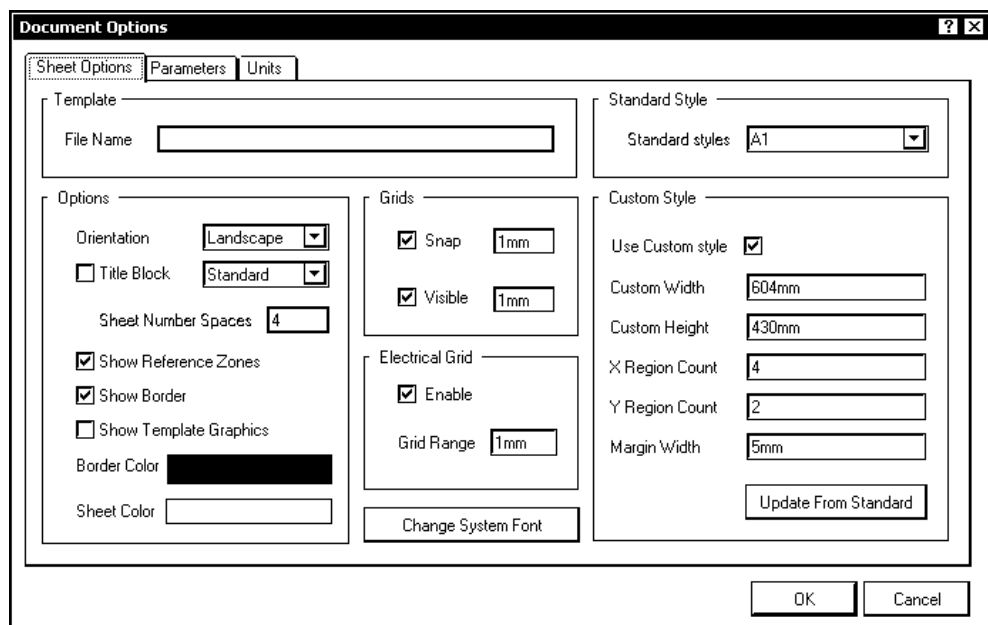 Document Options
Sheet Options
Parameters
Units
Template
File Name
Standard Style
Standard styles A1
Options
Orientation Landscape
Title Block Standard
Sheet Number Spaces 4
Show Reference Zones
Show Border
Show Template Graphics
Border Color
Sheet Color
Grids
Snap 1mm
Visible 1mm
Electrical Grid
Enable
Grid Range 1mm
Change System Font
Custom Style
Use Custom style
Custom Width 604mm
Custom Height 430mm
X Region Count 4
Y Region Count 2
Margin Width 5mm
Update From Standard
OK
Cancel